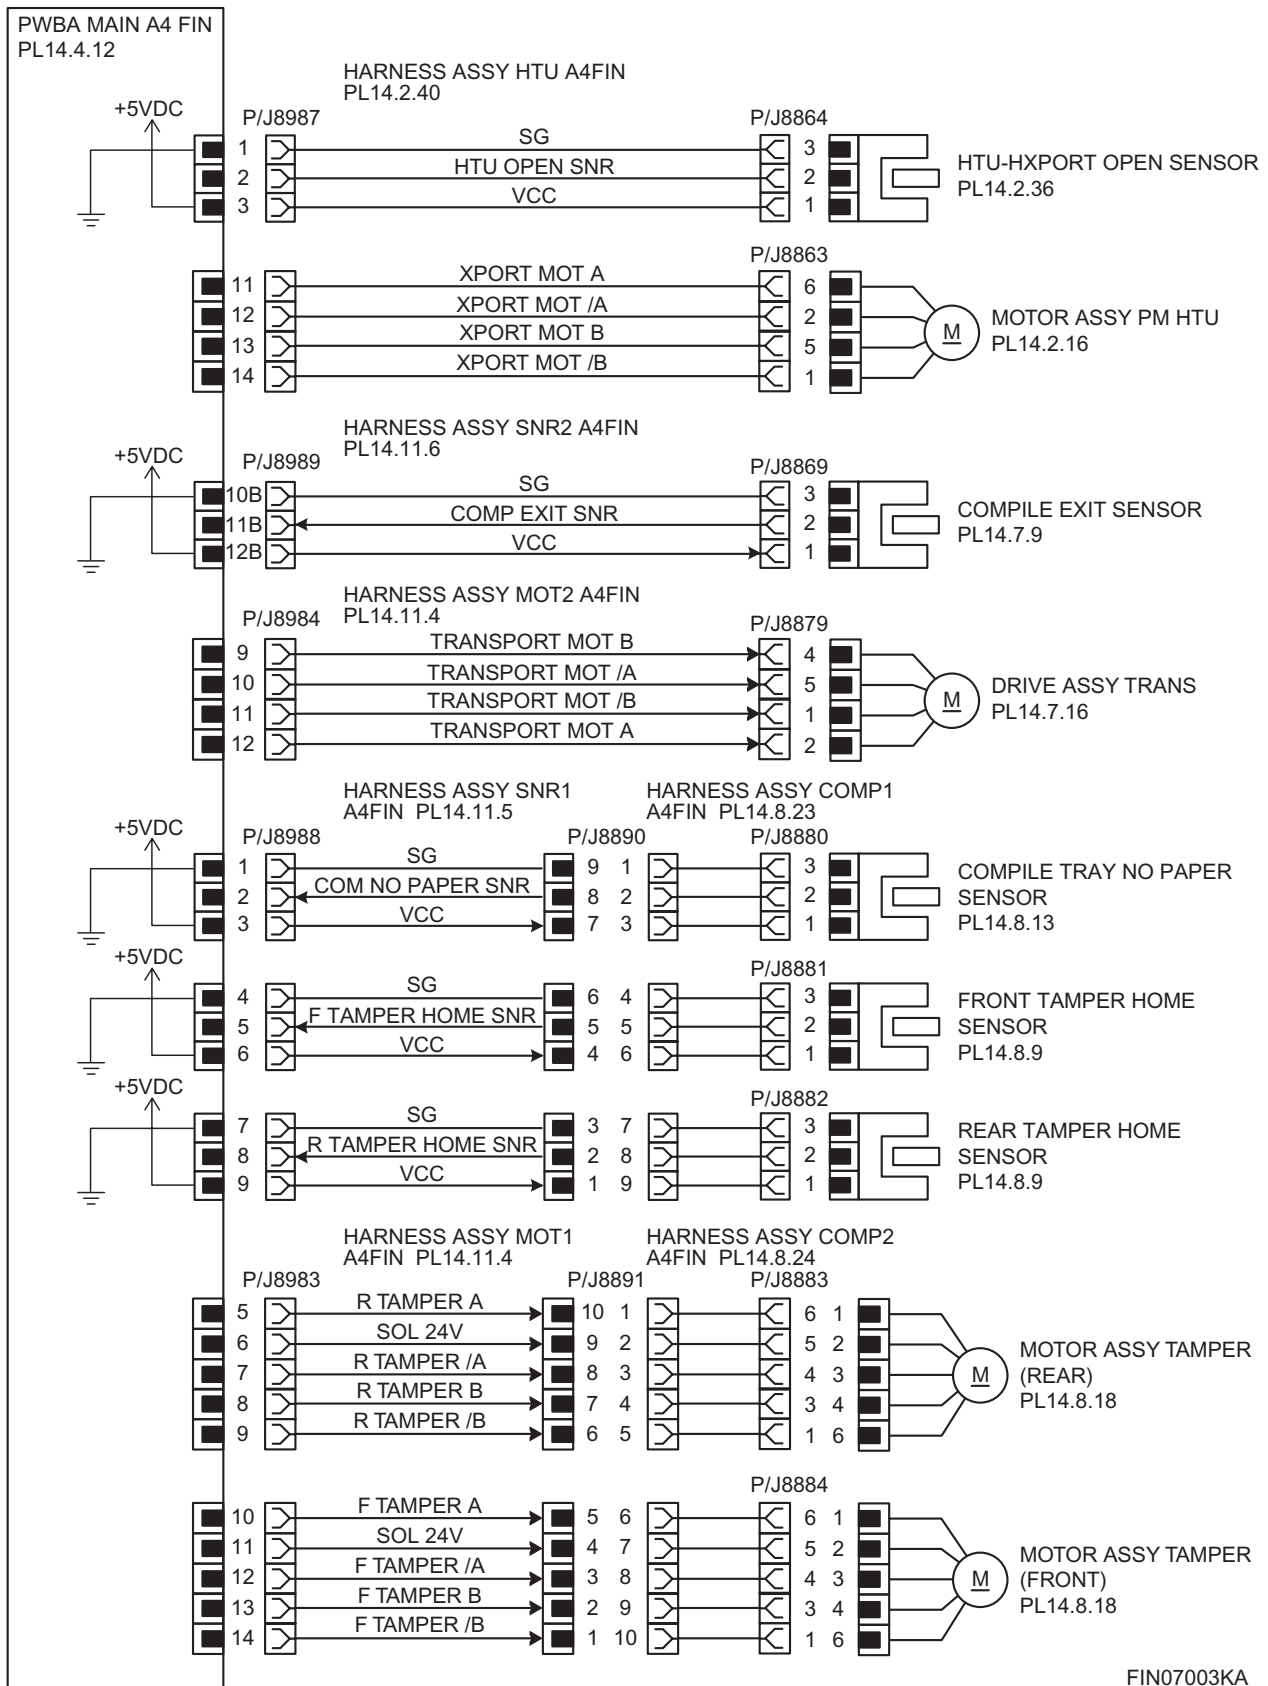 PWBA MAIN A4 FIN
PL14.4.12
HARNESS ASSY HTU A4FIN
PL14.2.40
+5VDC
P/J8987
P/J8864
1 SG 3
2 HTU OPEN SNR 2
3 VCC 1
HTU-HXPORT OPEN SENSOR
PL14.2.36
P/J8863
11 XPORT MOT A 6
12 XPORT MOT /A 2
13 XPORT MOT B 5
14 XPORT MOT /B 1
M
MOTOR ASSY PM HTU
PL14.2.16
HARNESS ASSY SNR2 A4FIN
PL14.11.6
+5VDC
P/J8989
P/J8869
10B SG 3
11B COMP EXIT SNR 2
12B VCC 1
COMPILE EXIT SENSOR
PL14.7.9
HARNESS ASSY MOT2 A4FIN
PL14.11.4
P/J8984
P/J8879
9 TRANSPORT MOT B 4
10 TRANSPORT MOT /A 5
11 TRANSPORT MOT /B 1
12 TRANSPORT MOT A 2
M
DRIVE ASSY TRANS
PL14.7.16
HARNESS ASSY SNR1
A4FIN PL14.11.5
HARNESS ASSY COMP1
A4FIN PL14.8.23
+5VDC
P/J8988
P/J8890
P/J8880
1 SG 9 1 3
2 COM NO PAPER SNR 8 2 2
3 VCC 7 3 1
COMPILE TRAY NO PAPER
SENSOR
PL14.8.13
+5VDC
P/J8881
4 SG 6 4 3
5 F TAMPER HOME SNR 5 5 2
6 VCC 4 6 1
FRONT TAMPER HOME
SENSOR
PL14.8.9
+5VDC
P/J8882
7 SG 3 7 3
8 R TAMPER HOME SNR 2 8 2
9 VCC 1 9 1
REAR TAMPER HOME
SENSOR
PL14.8.9
HARNESS ASSY MOT1
A4FIN PL14.11.4
HARNESS ASSY COMP2
A4FIN PL14.8.24
P/J8983
P/J8891
P/J8883
5 R TAMPER A 10 1 6 1
6 SOL 24V 9 2 5 2
7 R TAMPER /A 8 3 4 3
8 R TAMPER B 7 4 3 4
9 R TAMPER /B 6 5 1 6
M
MOTOR ASSY TAMPER
(REAR)
PL14.8.18
P/J8884
10 F TAMPER A 5 6 6 1
11 SOL 24V 4 7 5 2
12 F TAMPER /A 3 8 4 3
13 F TAMPER B 2 9 3 4
14 F TAMPER /B 1 10 1 6
M
MOTOR ASSY TAMPER
(FRONT)
PL14.8.18
FIN07003KA